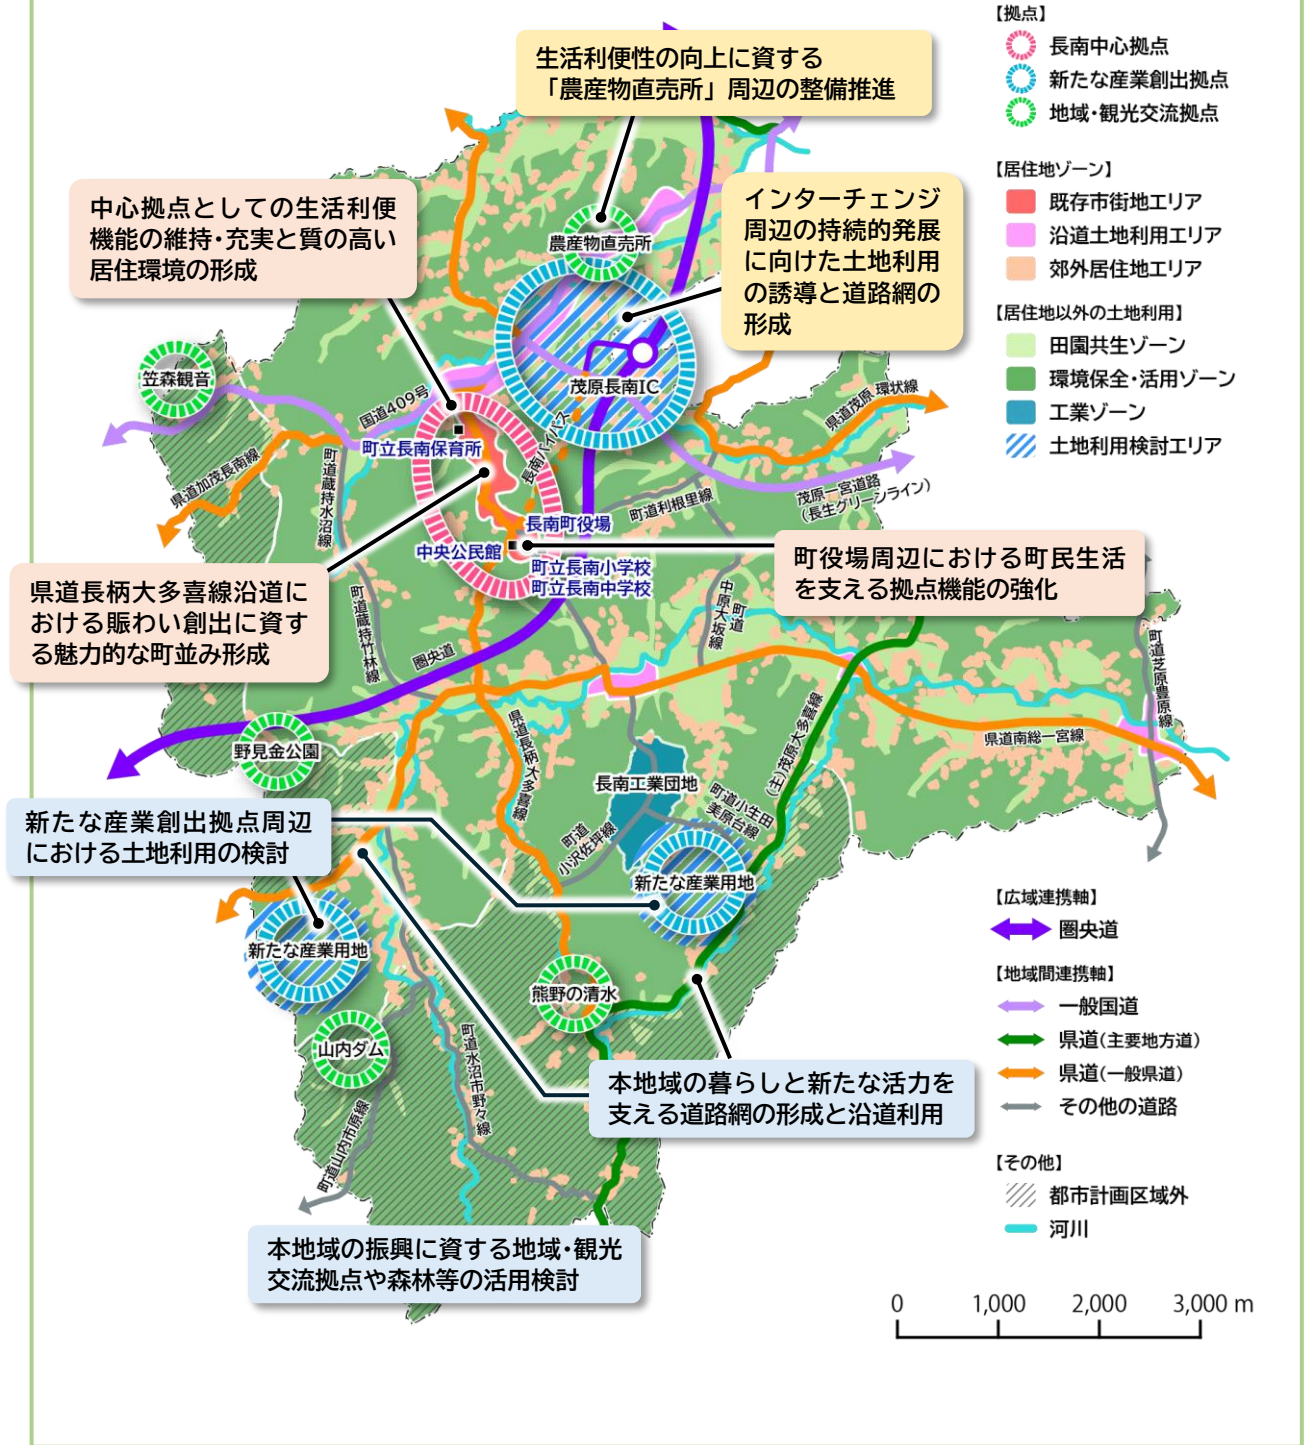 【拠点】
長南中心拠点
新たな産業創出拠点
地域・観光交流拠点
【居住地ゾーン】
既存市街地エリア
沿道土地利用エリア
郊外居住地エリア
【居住地以外の土地利用】
田園共生ゾーン
環境保全・活用ゾーン
工業ゾーン
土地利用検討エリア
生活利便性の向上に資する
「農産物直売所」周辺の整備推進
中心拠点としての生活利便
機能の維持・充実と質の高い
居住環境の形成
インターチェンジ
周辺の持続的発展
に向けた土地利用
の誘導と道路網の
形成
農産物直売所
笠森観音
茂原長南IC
国道409号
県道茂原環状線
町立長南保育所
長南バイパス
県道加茂長南線
町道蔵持水沼線
茂原一宮道路
(長生グリーンライン)
町道利根里線
長南町役場
中央公民館
町立長南小学校
町立長南中学校
町役場周辺における町民生活
を支える拠点機能の強化
県道長柄大多喜線沿道に
おける賑わい創出に資す
る魅力的な町並み形成
町道蔵持竹林線
町道
中原大坂線
町道芝原豊原線
圏央道
野見金公園
県道長柄大多喜線
(主)茂原大多喜線
県道南総一宮線
長南工業団地
町道小生田
美原台線
町道
小沢佐坪線
新たな産業創出拠点周辺
における土地利用の検討
新たな産業用地
新たな産業用地
熊野の清水
山内ダム
町道水沼市野々線
町道山内市原線
本地域の暮らしと新たな活力を
支える道路網の形成と沿道利用
本地域の振興に資する地域・観光
交流拠点や森林等の活用検討
【広域連携軸】
圏央道
【地域間連携軸】
一般国道
県道(主要地方道)
県道(一般県道)
その他の道路
【その他】
都市計画区域外
河川
0 1,000 2,000 3,000 m